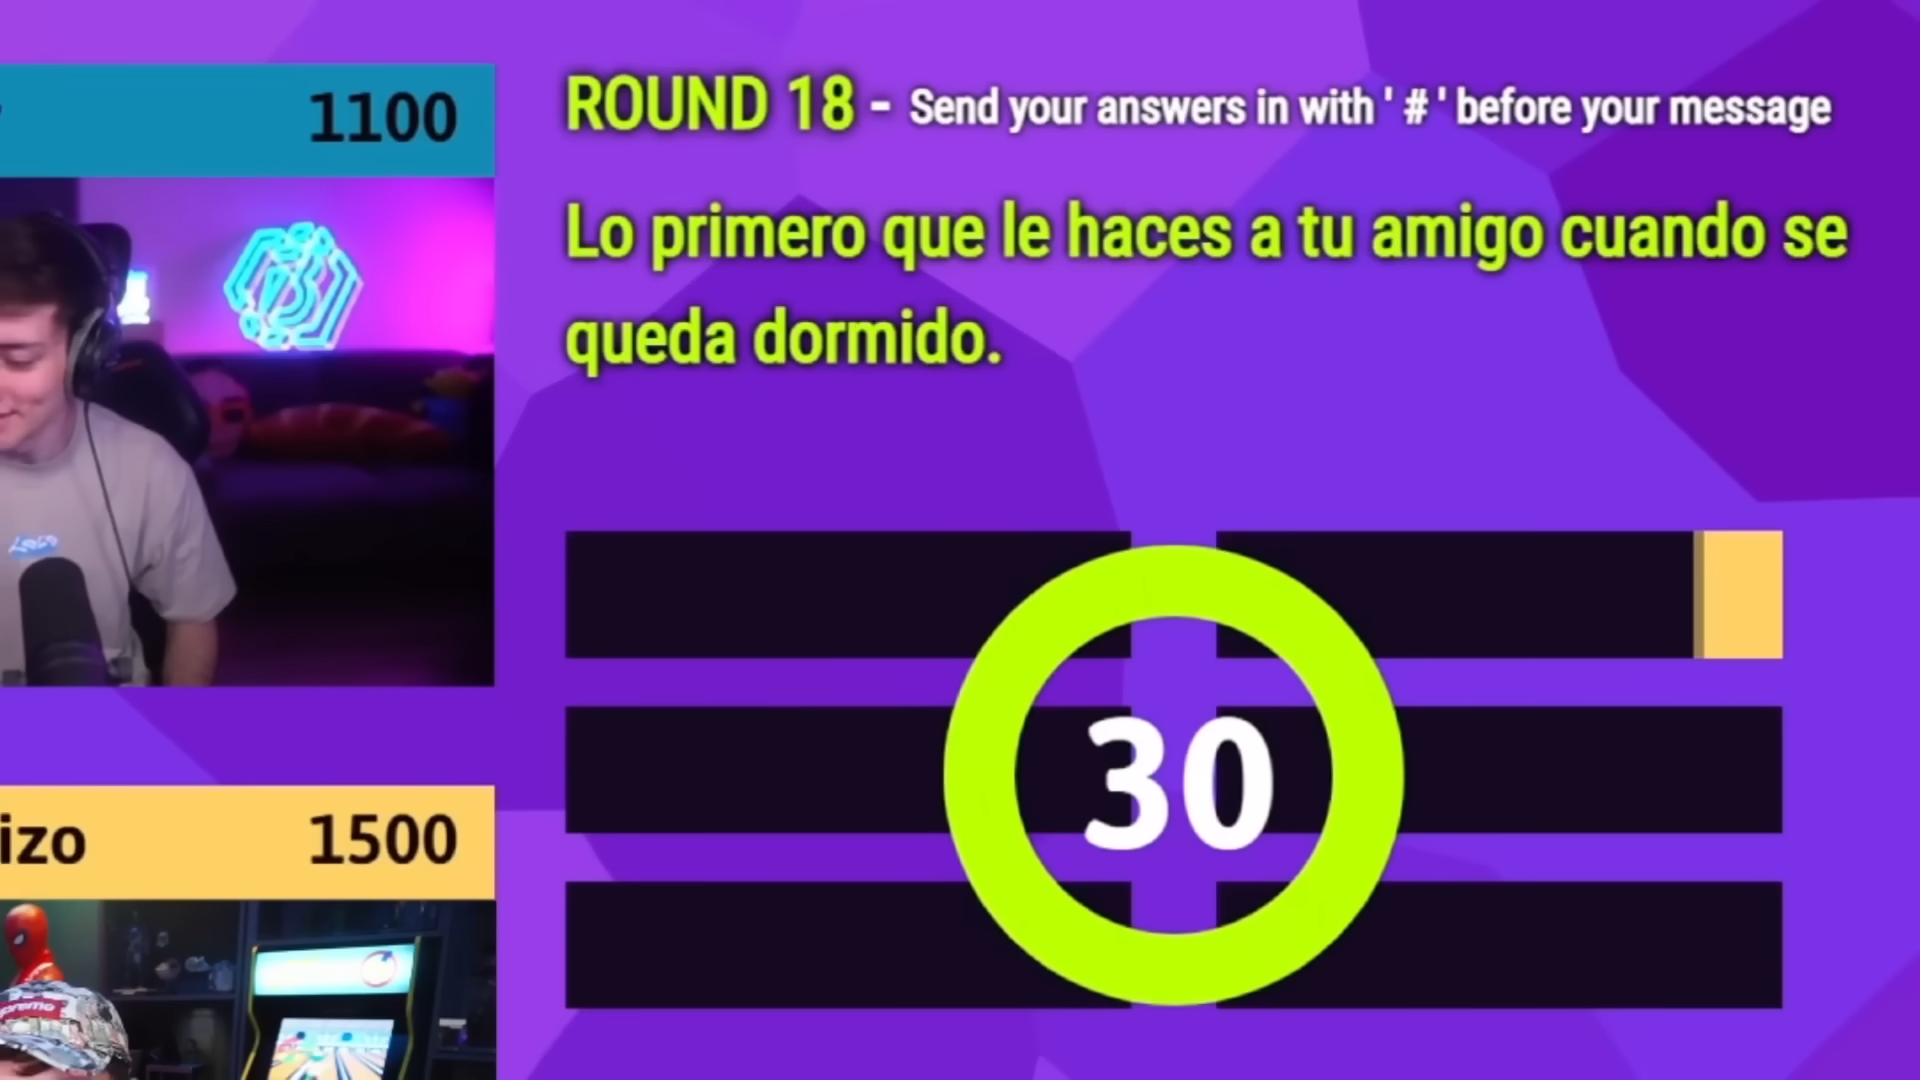 1100
ROUND 18 - Send your answers in with ' # ' before your message
Lo primero que le haces a tu amigo cuando se
queda dormido.
30
izo 1500